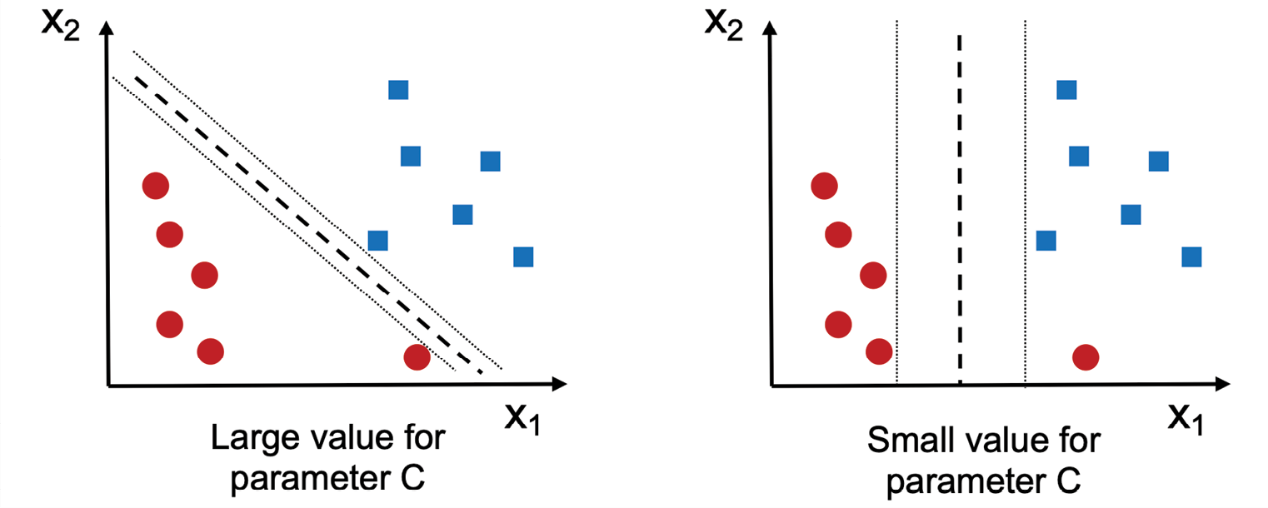 X₂
X₁
Large value for
parameter C
X₂
X₁
Small value for
parameter C